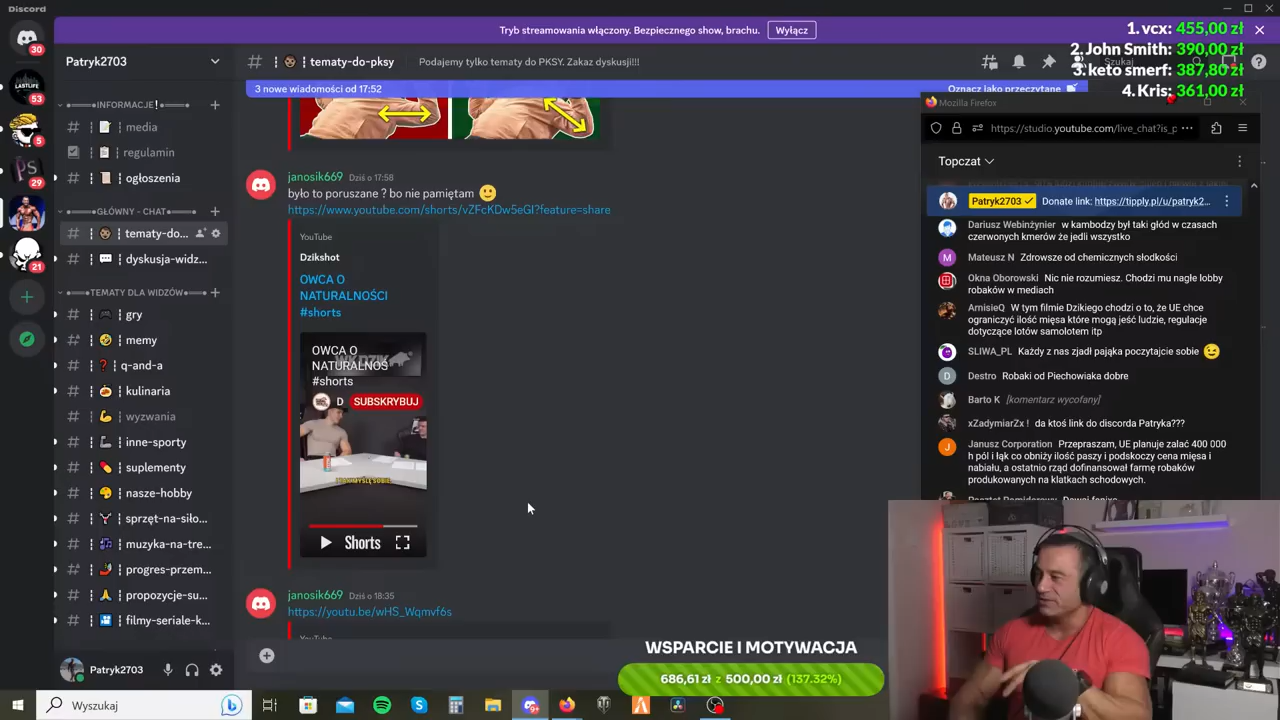 Discord
Tryb streamowania włączony. Bezpiecznego show, brachu.
Wyłącz
1. vcx: 455,00 zł
2. John Smith: 390,00 zł
3. keto smerf: 387,80 zł
4. Kris: 361,00 zł
30
53
5
29
21
LASTLIFE
Patryk2703
INFORMACJE!
media
regulamin
ogłoszenia
GŁÓWNY - CHAT
tematy-do...
dyskusja-widz...
TEMATY DLA WIDZÓW
gry
memy
q-and-a
kulinaria
wyzwania
inne-sporty
suplementy
nasze-hobby
sprzęt-na-siło...
muzyka-na-tre...
progres-przem...
propozycje-su...
filmy-seriale-k...
Patryk2703
tematy-do-pksy
Podajemy tylko tematy do PKSY. Zakaz dyskusji!!!
Szukaj
3 nowe wiadomości od 17:52
Oznacz jako przeczytane
janosik669 Dziś o 17:58
było to poruszane ? bo nie pamiętam
https://www.youtube.com/shorts/vZFcKDw5eGI?feature=share
YouTube
Dzikshot
OWCA O
NATURALNOŚCI
#shorts
OWCA O
NATURALNOŚ
#shorts
D SUBSKRYBUJ
Shorts
janosik669 Dziś o 18:35
https://youtu.be/wHS_Wqmvf6s
YouTube
Mozilla Firefox
https://studio.youtube.com/live_chat?is_p
Topczat
Patryk2703 Donate link: https://tipply.pl/u/patryk2...
Dariusz Webinżynier w kambodży był taki głód w czasach
czerwonych kmerów że jedli wszystko
Mateusz N Zdrowsze od chemicznych słodkości
Okna Oborowski Nic nie rozumiesz. Chodzi mu nagłe lobby
robaków w mediach
ArnisieQ W tym filmie Dzikiego chodzi o to, że UE chce
ograniczyć ilość mięsa które mogą jeść ludzie, regulacje
dotyczące lotów samolotem itp
SLIWA_PL Każdy z nas zjadł pająka poczytajcie sobie
Destro Robaki od Piechowiaka dobre
Barto K [komentarz wycofany]
xZadymiarZx ! da ktoś link do discorda Patryka???
Janusz Corporation Przepraszam, UE planuje zalać 400 000
h pól i łąk co obniży ilość paszy i podskoczy cena mięsa i
nabiału, a ostatnio rząd dofinansował farmę robaków
produkowanych na klatkach schodowych.
WSPARCIE I MOTYWACJA
686,61 zł z 500,00 zł (137.32%)
Wyszukaj
9+